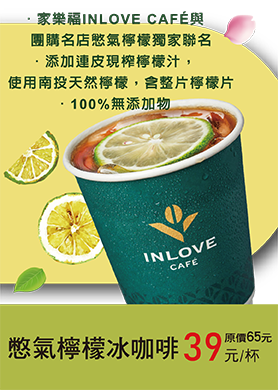 · 家樂福INLOVE CAFÉ與
團購名店憋氣檸檬獨家聯名
· 添加連皮現榨檸檬汁，
使用南投天然檸檬，含整片檸檬片
· 100%無添加物
INLOVE
CAFÉ
憋氣檸檬冰咖啡 39 原價65元
元/杯